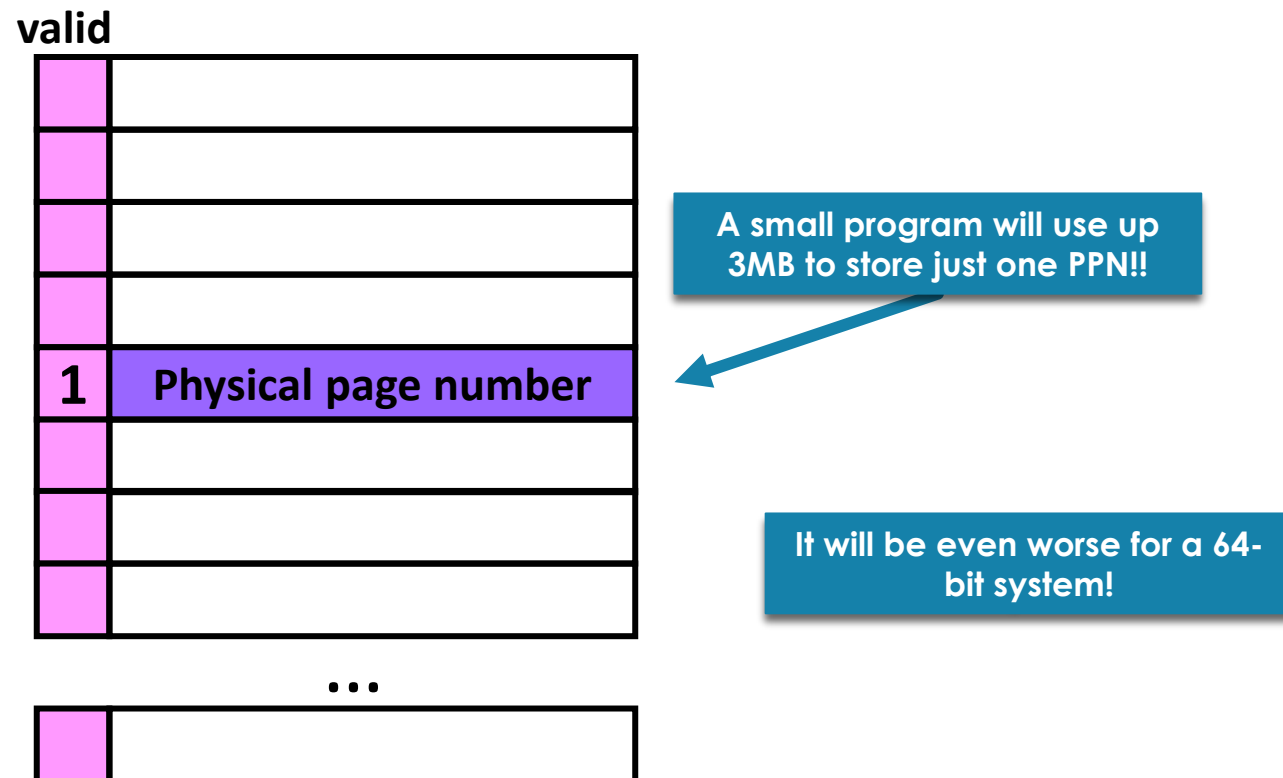 valid
A small program will use up
3MB to store just one PPN!!
1 Physical page number
It will be even worse for a 64-
bit system!
...